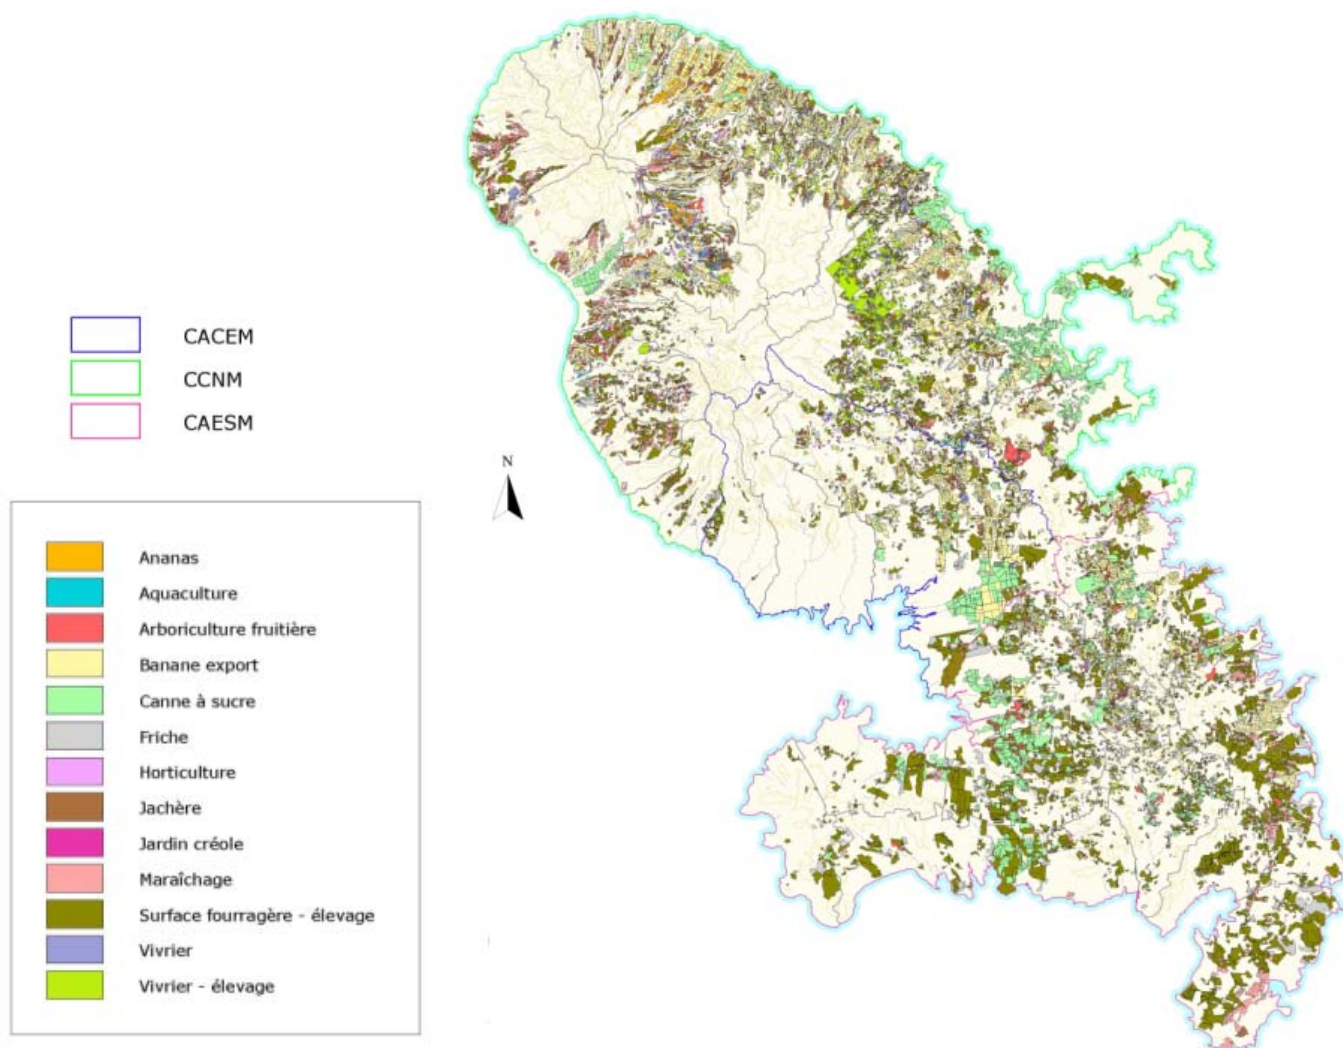 CACEM
CCNM
CAESM
N
Ananas
Aquaculture
Arboriculture fruitière
Banane export
Canne à sucre
Friche
Horticulture
Jachère
Jardin créole
Maraîchage
Surface fourragère - élevage
Vivrier
Vivrier - élevage